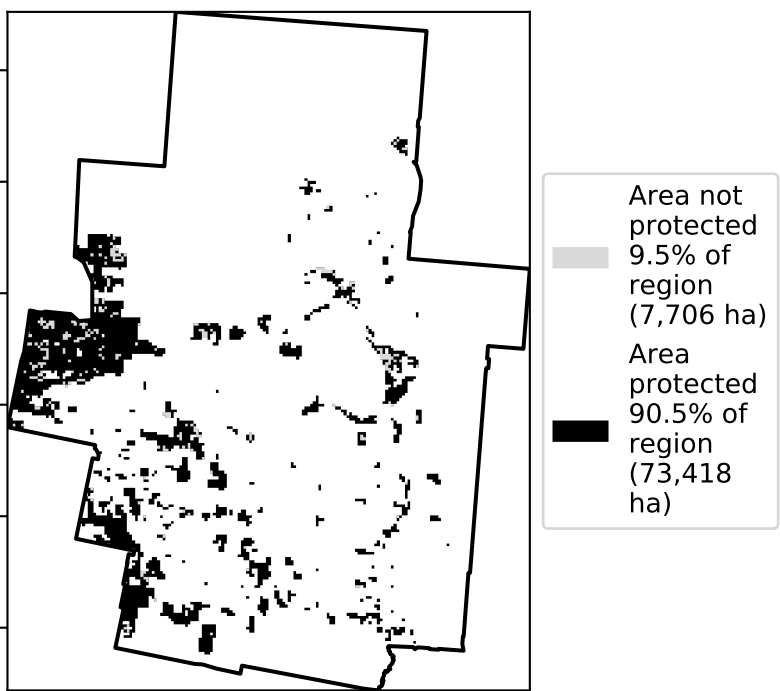 Area not
protected
9.5% of
region
(7,706 ha)
Area
protected
90.5% of
region
(73,418
ha)